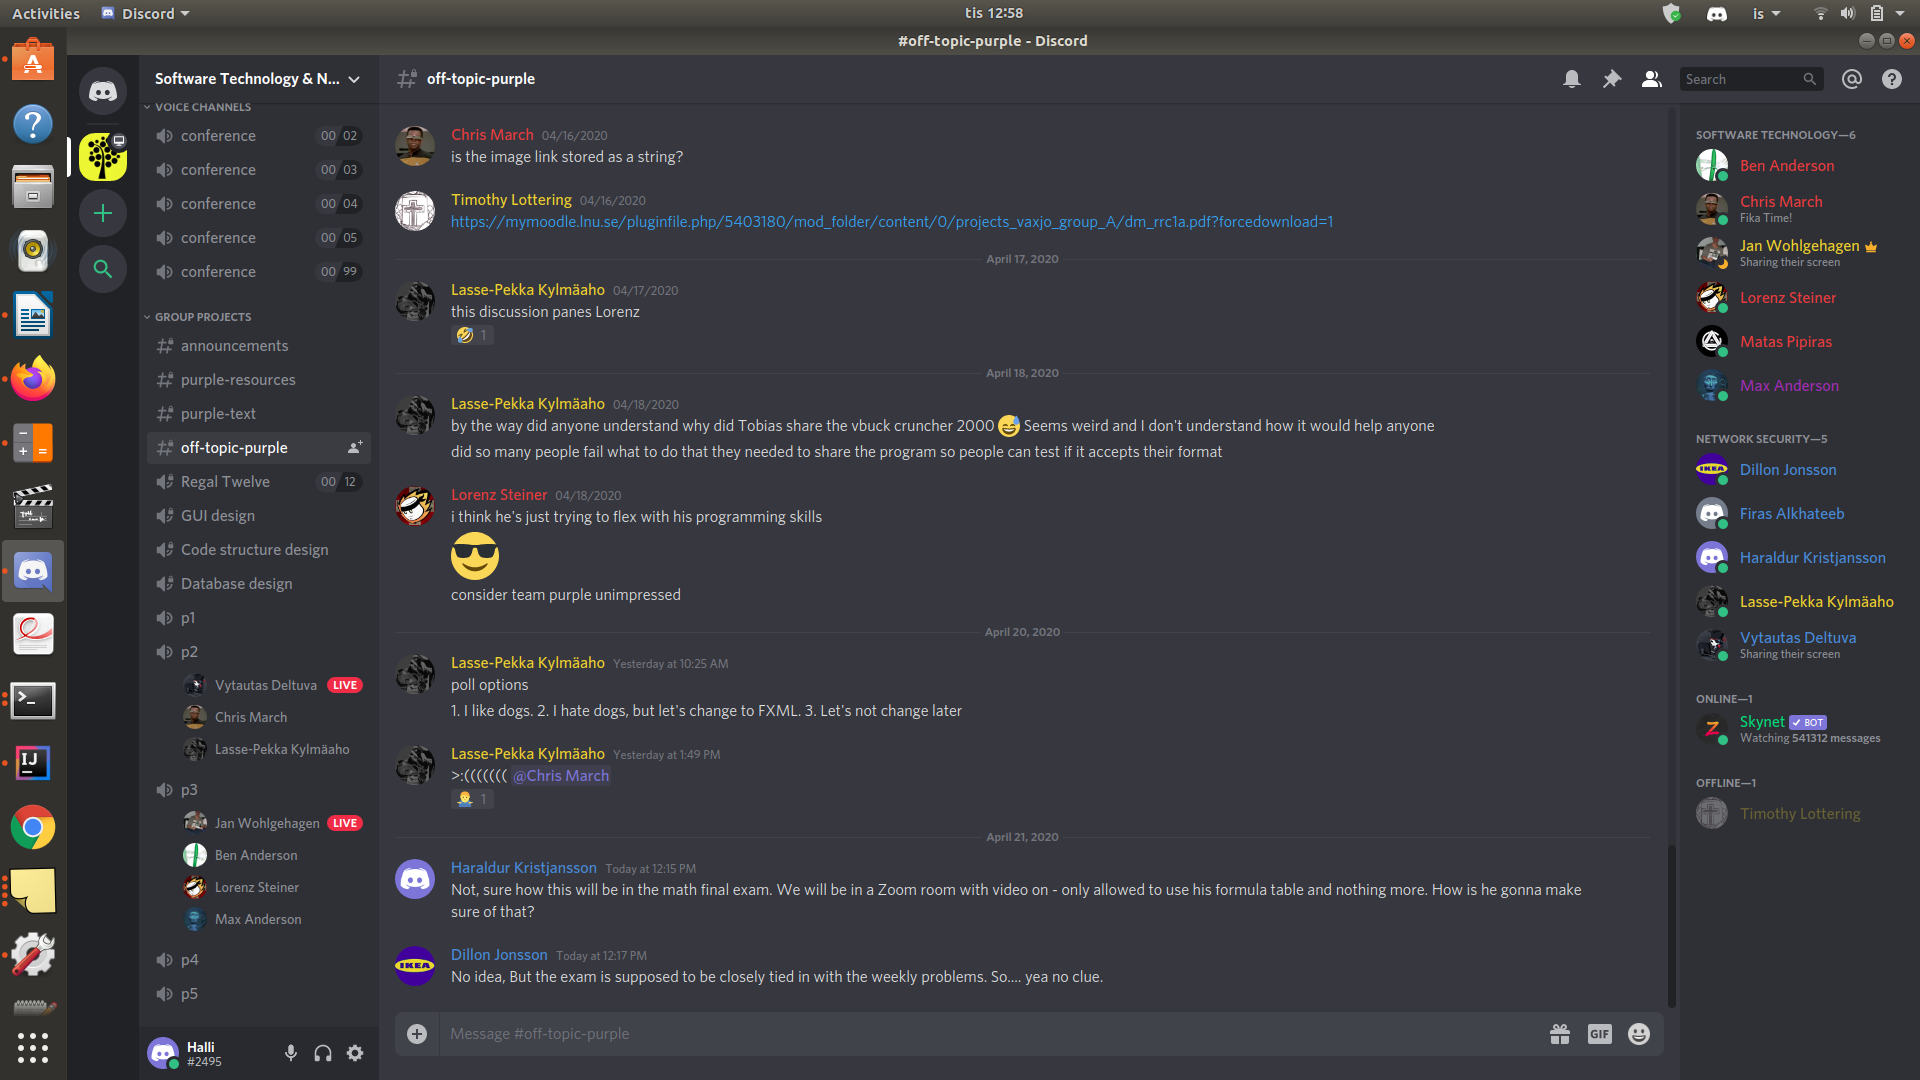 Activities
Discord
tis 12:58
is
#off-topic-purple - Discord
Software Technology & N...
VOICE CHANNELS
conference 00 02
conference 00 03
conference 00 04
conference 00 05
conference 00 99
GROUP PROJECTS
announcements
purple-resources
purple-text
off-topic-purple
Regal Twelve 00 12
GUI design
Code structure design
Database design
p1
p2
Vytautas Deltuva LIVE
Chris March
Lasse-Pekka Kylmäaho
p3
Jan Wohlgehagen LIVE
Ben Anderson
Lorenz Steiner
Max Anderson
p4
p5
Halli
#2495
off-topic-purple
Search
Chris March 04/16/2020
is the image link stored as a string?
Timothy Lottering 04/16/2020
https://mymoodle.lnu.se/pluginfile.php/5403180/mod_folder/content/0/projects_vaxjo_group_A/dm_rrc1a.pdf?forcedownload=1
April 17, 2020
Lasse-Pekka Kylmäaho 04/17/2020
this discussion panes Lorenz
1
April 18, 2020
Lasse-Pekka Kylmäaho 04/18/2020
by the way did anyone understand why did Tobias share the vbuck cruncher 2000 😅 Seems weird and I don't understand how it would help anyone
did so many people fail what to do that they needed to share the program so people can test if it accepts their format
Lorenz Steiner 04/18/2020
i think he's just trying to flex with his programming skills
consider team purple unimpressed
April 20, 2020
Lasse-Pekka Kylmäaho Yesterday at 10:25 AM
poll options
1. I like dogs. 2. I hate dogs, but let's change to FXML. 3. Let's not change later
Lasse-Pekka Kylmäaho Yesterday at 1:49 PM
>:((((((( @Chris March
1
April 21, 2020
Haraldur Kristjansson Today at 12:15 PM
Not, sure how this will be in the math final exam. We will be in a Zoom room with video on - only allowed to use his formula table and nothing more. How is he gonna make
sure of that?
IKEA
Dillon Jonsson Today at 12:17 PM
No idea, But the exam is supposed to be closely tied in with the weekly problems. So.... yea no clue.
Message #off-topic-purple
GIF
SOFTWARE TECHNOLOGY—6
Ben Anderson
Chris March
Fika Time!
Jan Wohlgehagen
Sharing their screen
Lorenz Steiner
Matas Pipiras
Max Anderson
NETWORK SECURITY—5
IKEA
Dillon Jonsson
Firas Alkhateeb
Haraldur Kristjansson
Lasse-Pekka Kylmäaho
Vytautas Deltuva
Sharing their screen
ONLINE—1
Skynet BOT
Watching 541312 messages
OFFLINE—1
Timothy Lottering